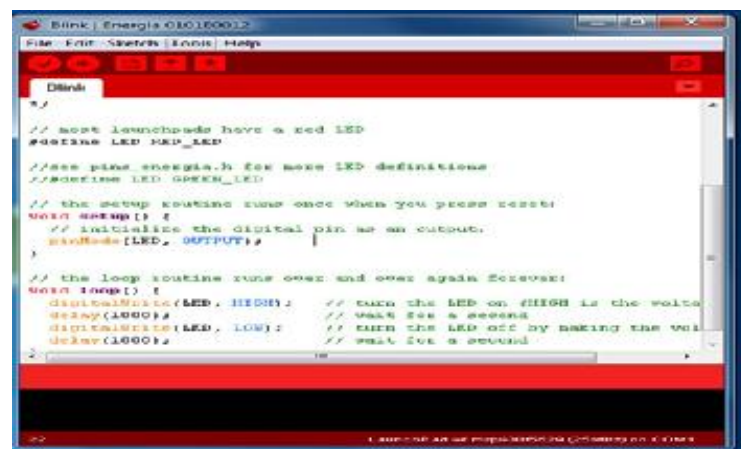 Blink | Energia 0101E0012
File Edit Sketch Tools Help
Blink
*/
// most launchpads have a red LED
#define LED RED_LED
//see pins_energia.h for more LED definitions
//#define LED GREEN_LED
// the setup routine runs once when you press reset:
void setup() {
// initialize the digital pin as an output.
pinMode(LED, OUTPUT);
}
// the loop routine runs over and over again forever:
void loop() {
digitalWrite(LED, HIGH); // turn the LED on (HIGH is the volta
delay(1000); // wait for a second
digitalWrite(LED, LOW); // turn the LED off by making the vol
delay(1000); // wait for a second
22
on COM1